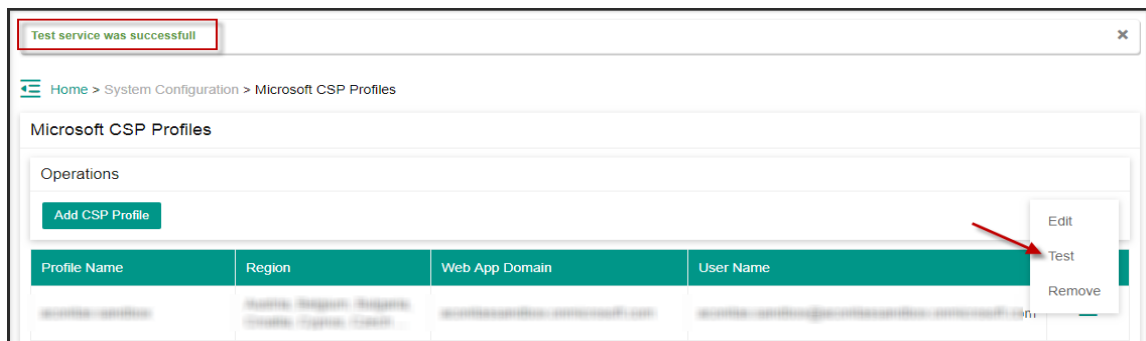 Test service was successfull ×
Home > System Configuration > Microsoft CSP Profiles
Microsoft CSP Profiles
Operations
Add CSP Profile
Edit
Test
Remove
Profile Name Region Web App Domain User Name